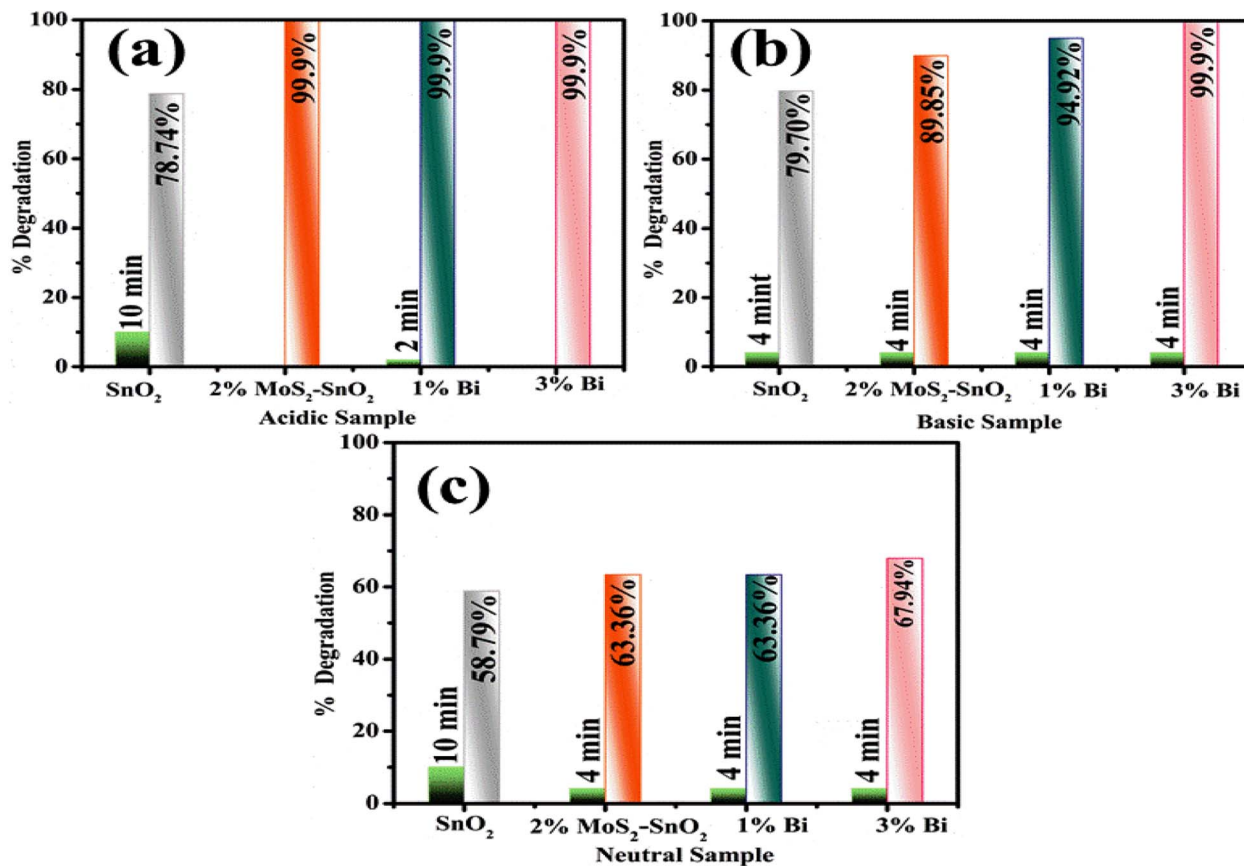 (a)
% Degradation
100
80
60
40
20
0
10 min
78.74%
99.9%
2 min
99.9%
99.9%
SnO₂
2% MoS₂-SnO₂
1% Bi
3% Bi
Acidic Sample
(b)
% Degradation
100
80
60
40
20
0
4 mint
79.70%
4 min
89.85%
4 min
94.92%
4 min
99.9%
SnO₂
2% MoS₂-SnO₂
1% Bi
3% Bi
Basic Sample
(c)
% Degradation
100
80
60
40
20
0
10 min
58.79%
4 min
63.36%
4 min
63.36%
4 min
67.94%
SnO₂
2% MoS₂-SnO₂
1% Bi
3% Bi
Neutral Sample